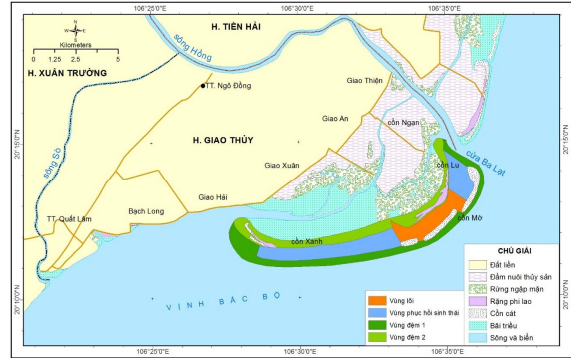 106°25'0"E 106°30'0"E 106°35'0"E
H. TIỀN HẢI
sông Hồng
Kilometers
2.5 0 2.5 5
H. XUÂN TRƯỜNG
TT. Ngô Đồng
Giao Thiện
Giao An
cồn Ngạn
H. GIAO THỦY
20°15'0"N 20°15'0"N
sông Sò
Giao Xuân
cửa Ba Lạt
cồn Lu
Giao Hải
Bạch Long
TT. Quất Lâm
cồn Mờ
cồn Xanh
VỊNH BẮC BỘ
20°10'0"N 20°10'0"N
Vùng lõi
Vùng phục hồi sinh thái
Vùng đệm 1
Vùng đệm 2
CHÚ GIẢI
Đất liền
Đầm nuôi thủy sản
Rừng ngập mặn
Rặng phi lao
Cồn cát
Bãi triều
Sông và biển
106°25'0"E 106°30'0"E 106°35'0"E